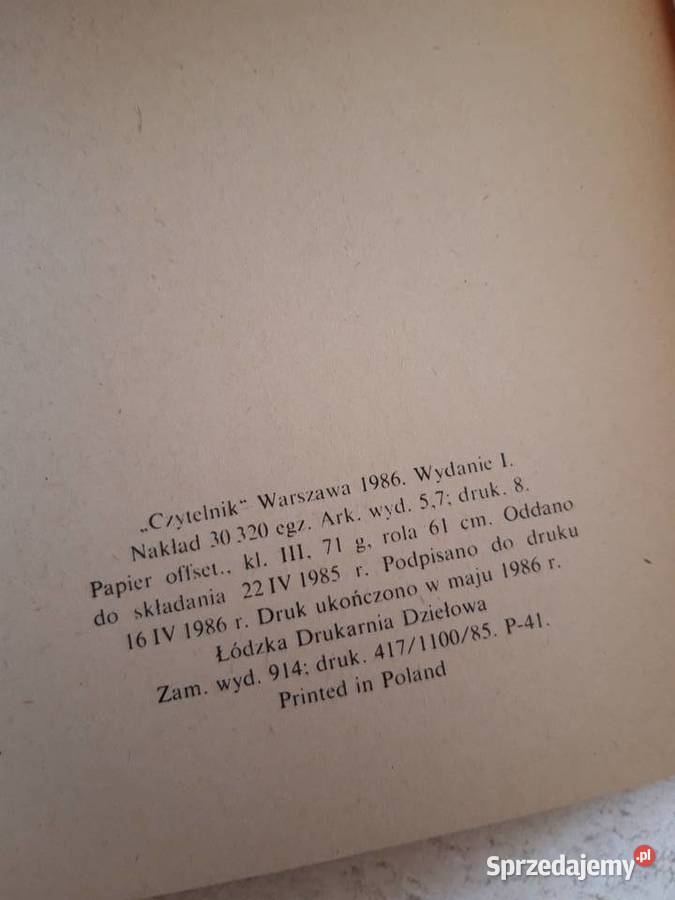 „Czytelnik" Warszawa 1986. Wydanie I.
Nakład 30 320 egz. Ark. wyd. 5,7; druk. 8.
Papier offset., kl. III, 71 g, rola 61 cm. Oddano
do składania 22 IV 1985 r. Podpisano do druku
16 IV 1986 r. Druk ukończono w maju 1986 r.
Łódzka Drukarnia Dziełowa
Zam. wyd. 914; druk. 417/1100/85. P-41.
Printed in Poland
Sprzedajemy.pl